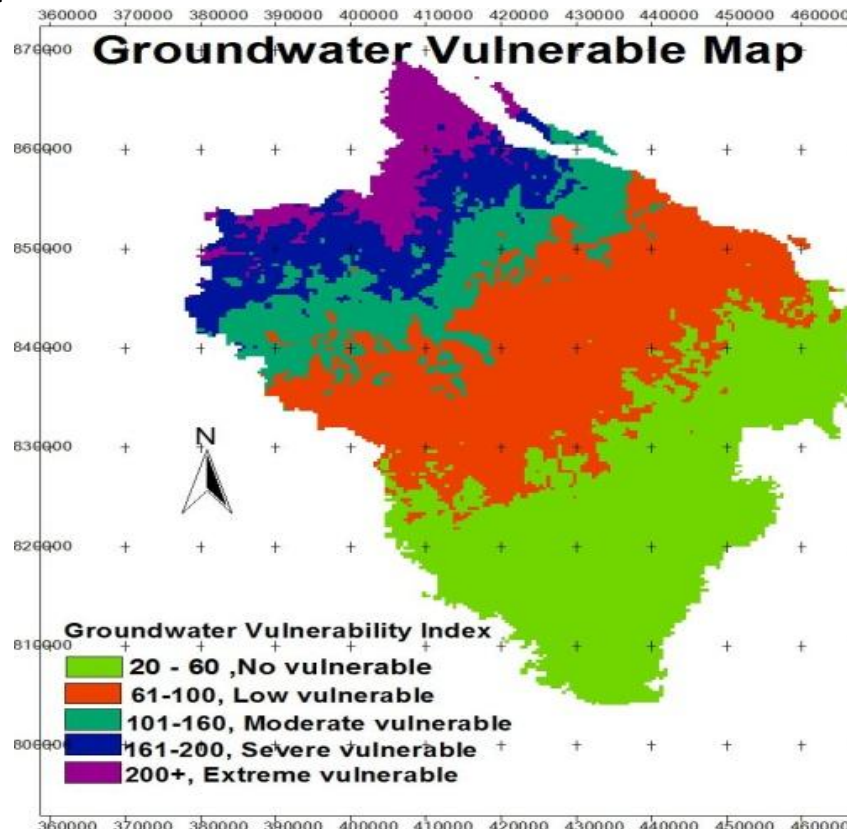 360000 370000 380000 390000 400000 410000 420000 430000 440000 450000 460000
Groundwater Vulnerable Map
870000
860000
850000
840000
830000
N
820000
810000
800000
Groundwater Vulnerability Index
20 - 60 ,No vulnerable
61-100, Low vulnerable
101-160, Moderate vulnerable
161-200, Severe vulnerable
200+, Extreme vulnerable
360000 370000 380000 390000 400000 410000 420000 430000 440000 450000 460000